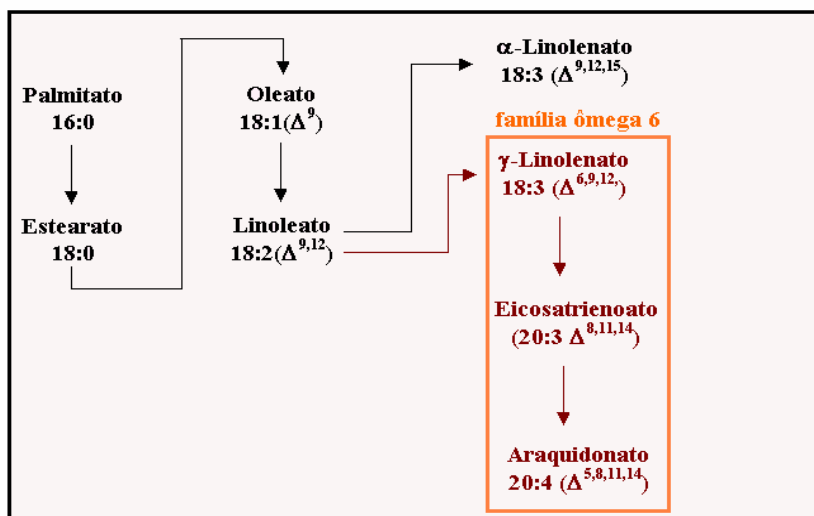 Palmitato
16:0
Estearato
18:0
Oleato
18:1(Δ⁹)
Linoleato
18:2(Δ⁹,¹²)
α-Linolenato
18:3 (Δ⁹,¹²,¹⁵)
família ômega 6
γ-Linolenato
18:3 (Δ⁶,⁹,¹²,)
Eicosatrienoato
(20:3 Δ⁸,¹¹,¹⁴)
Araquidonato
20:4 (Δ⁵,⁸,¹¹,¹⁴)